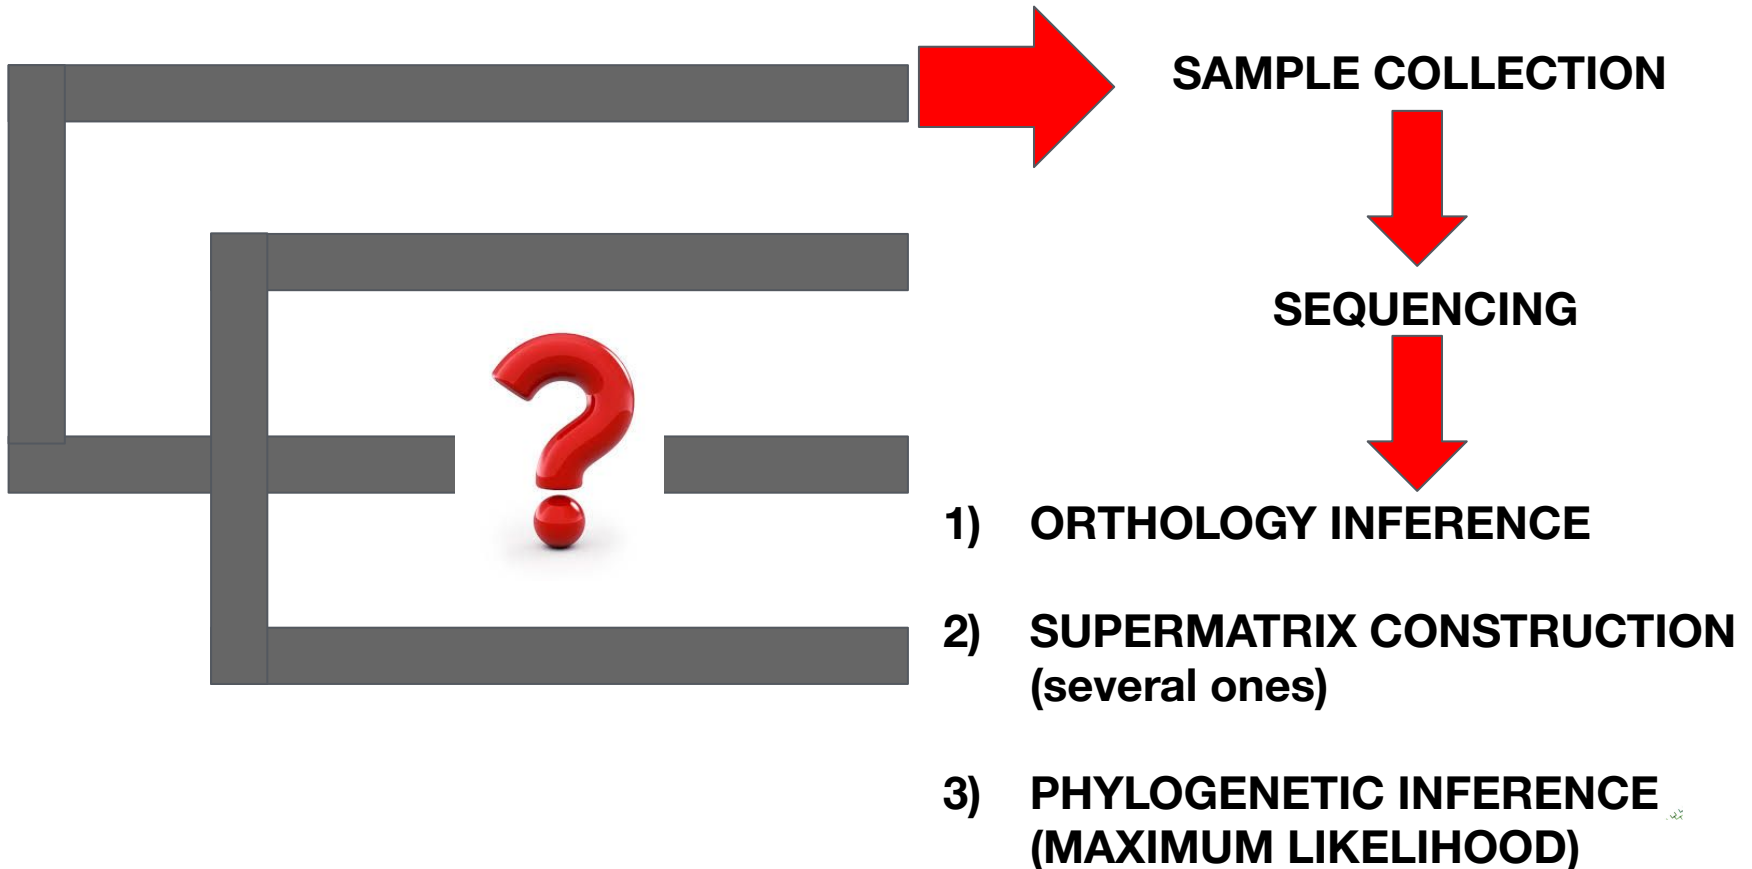 SAMPLE COLLECTION
SEQUENCING
1) ORTHOLOGY INFERENCE
2) SUPERMATRIX CONSTRUCTION
(several ones)
3) PHYLOGENETIC INFERENCE
(MAXIMUM LIKELIHOOD)